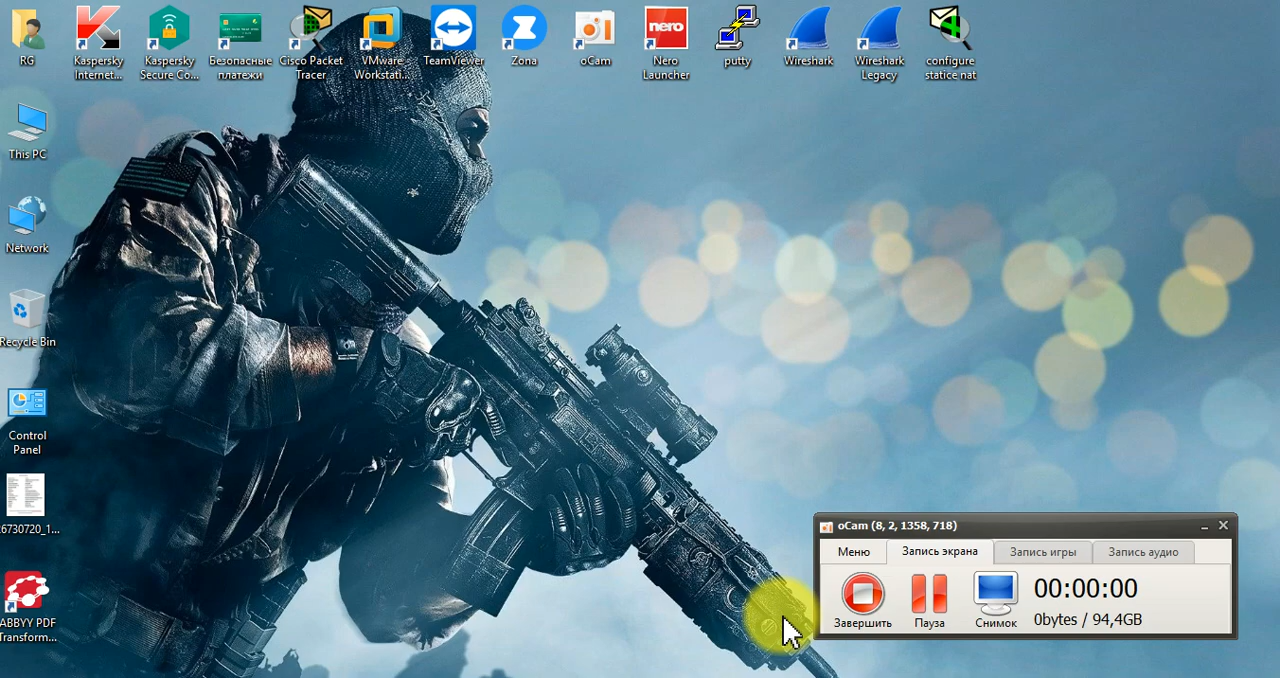 RG
Kaspersky
Internet...
Kaspersky
Secure Co...
Безопасные
платежи
Cisco Packet
Tracer
VMware
Workstati...
TeamViewer
Zona
oCam
nero
Nero
Launcher
putty
Wireshark
Wireshark
Legacy
configure
statice nat
This PC
Network
Recycle Bin
Control
Panel
26730720_1...
ABBYY PDF
Transform...
oCam (8, 2, 1358, 718)
Меню
Запись экрана
Запись игры
Запись аудио
Завершить
Пауза
Снимок
00:00:00
0bytes / 94,4GB